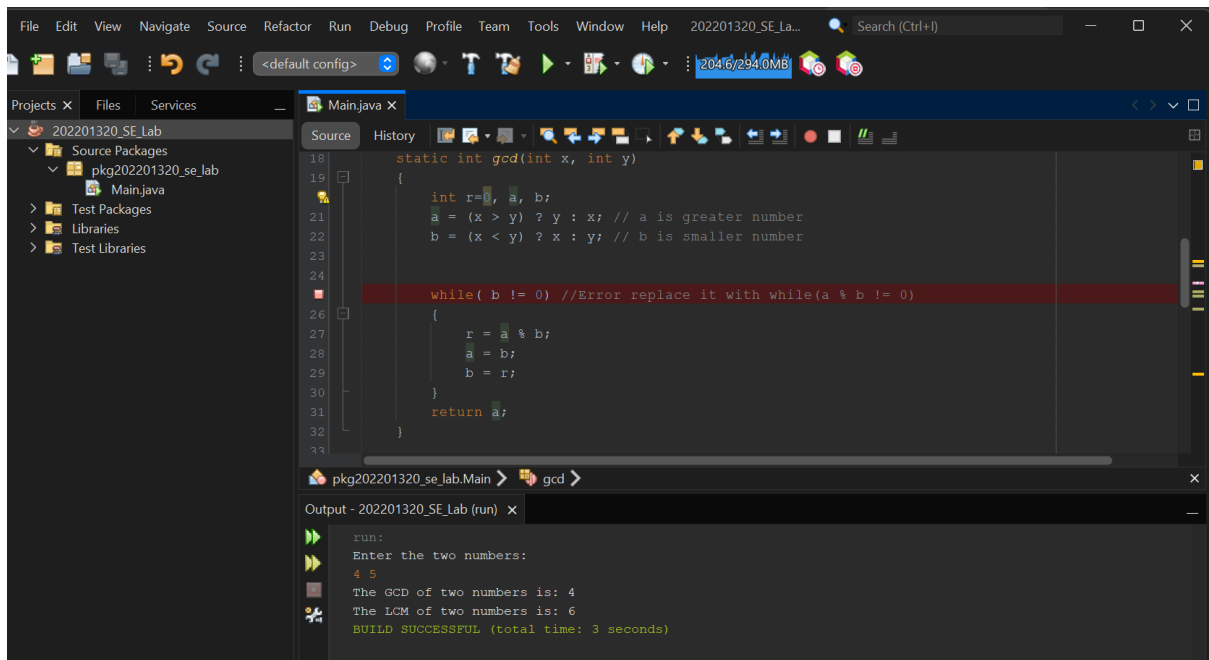 File Edit View Navigate Source Refactor Run Debug Profile Team Tools Window Help 202201320_SE_La... Search (Ctrl+I)
<default config> 204.6/294.0MB
Projects Files Services Main.java
Source History
202201320_SE_Lab
Source Packages
pkg202201320_se_lab
Main.java
Test Packages
Libraries
Test Libraries
18 static int gcd(int x, int y)
19 {
int r=0, a, b;
21 a = (x > y) ? y : x; // a is greater number
22 b = (x < y) ? x : y; // b is smaller number
23
24
while( b != 0) //Error replace it with while(a % b != 0)
26 {
27 r = a % b;
28 a = b;
29 b = r;
30 }
31 return a;
32 }
33
pkg202201320_se_lab.Main gcd
Output - 202201320_SE_Lab (run)
run:
Enter the two numbers:
4 5
The GCD of two numbers is: 4
The LCM of two numbers is: 6
BUILD SUCCESSFUL (total time: 3 seconds)